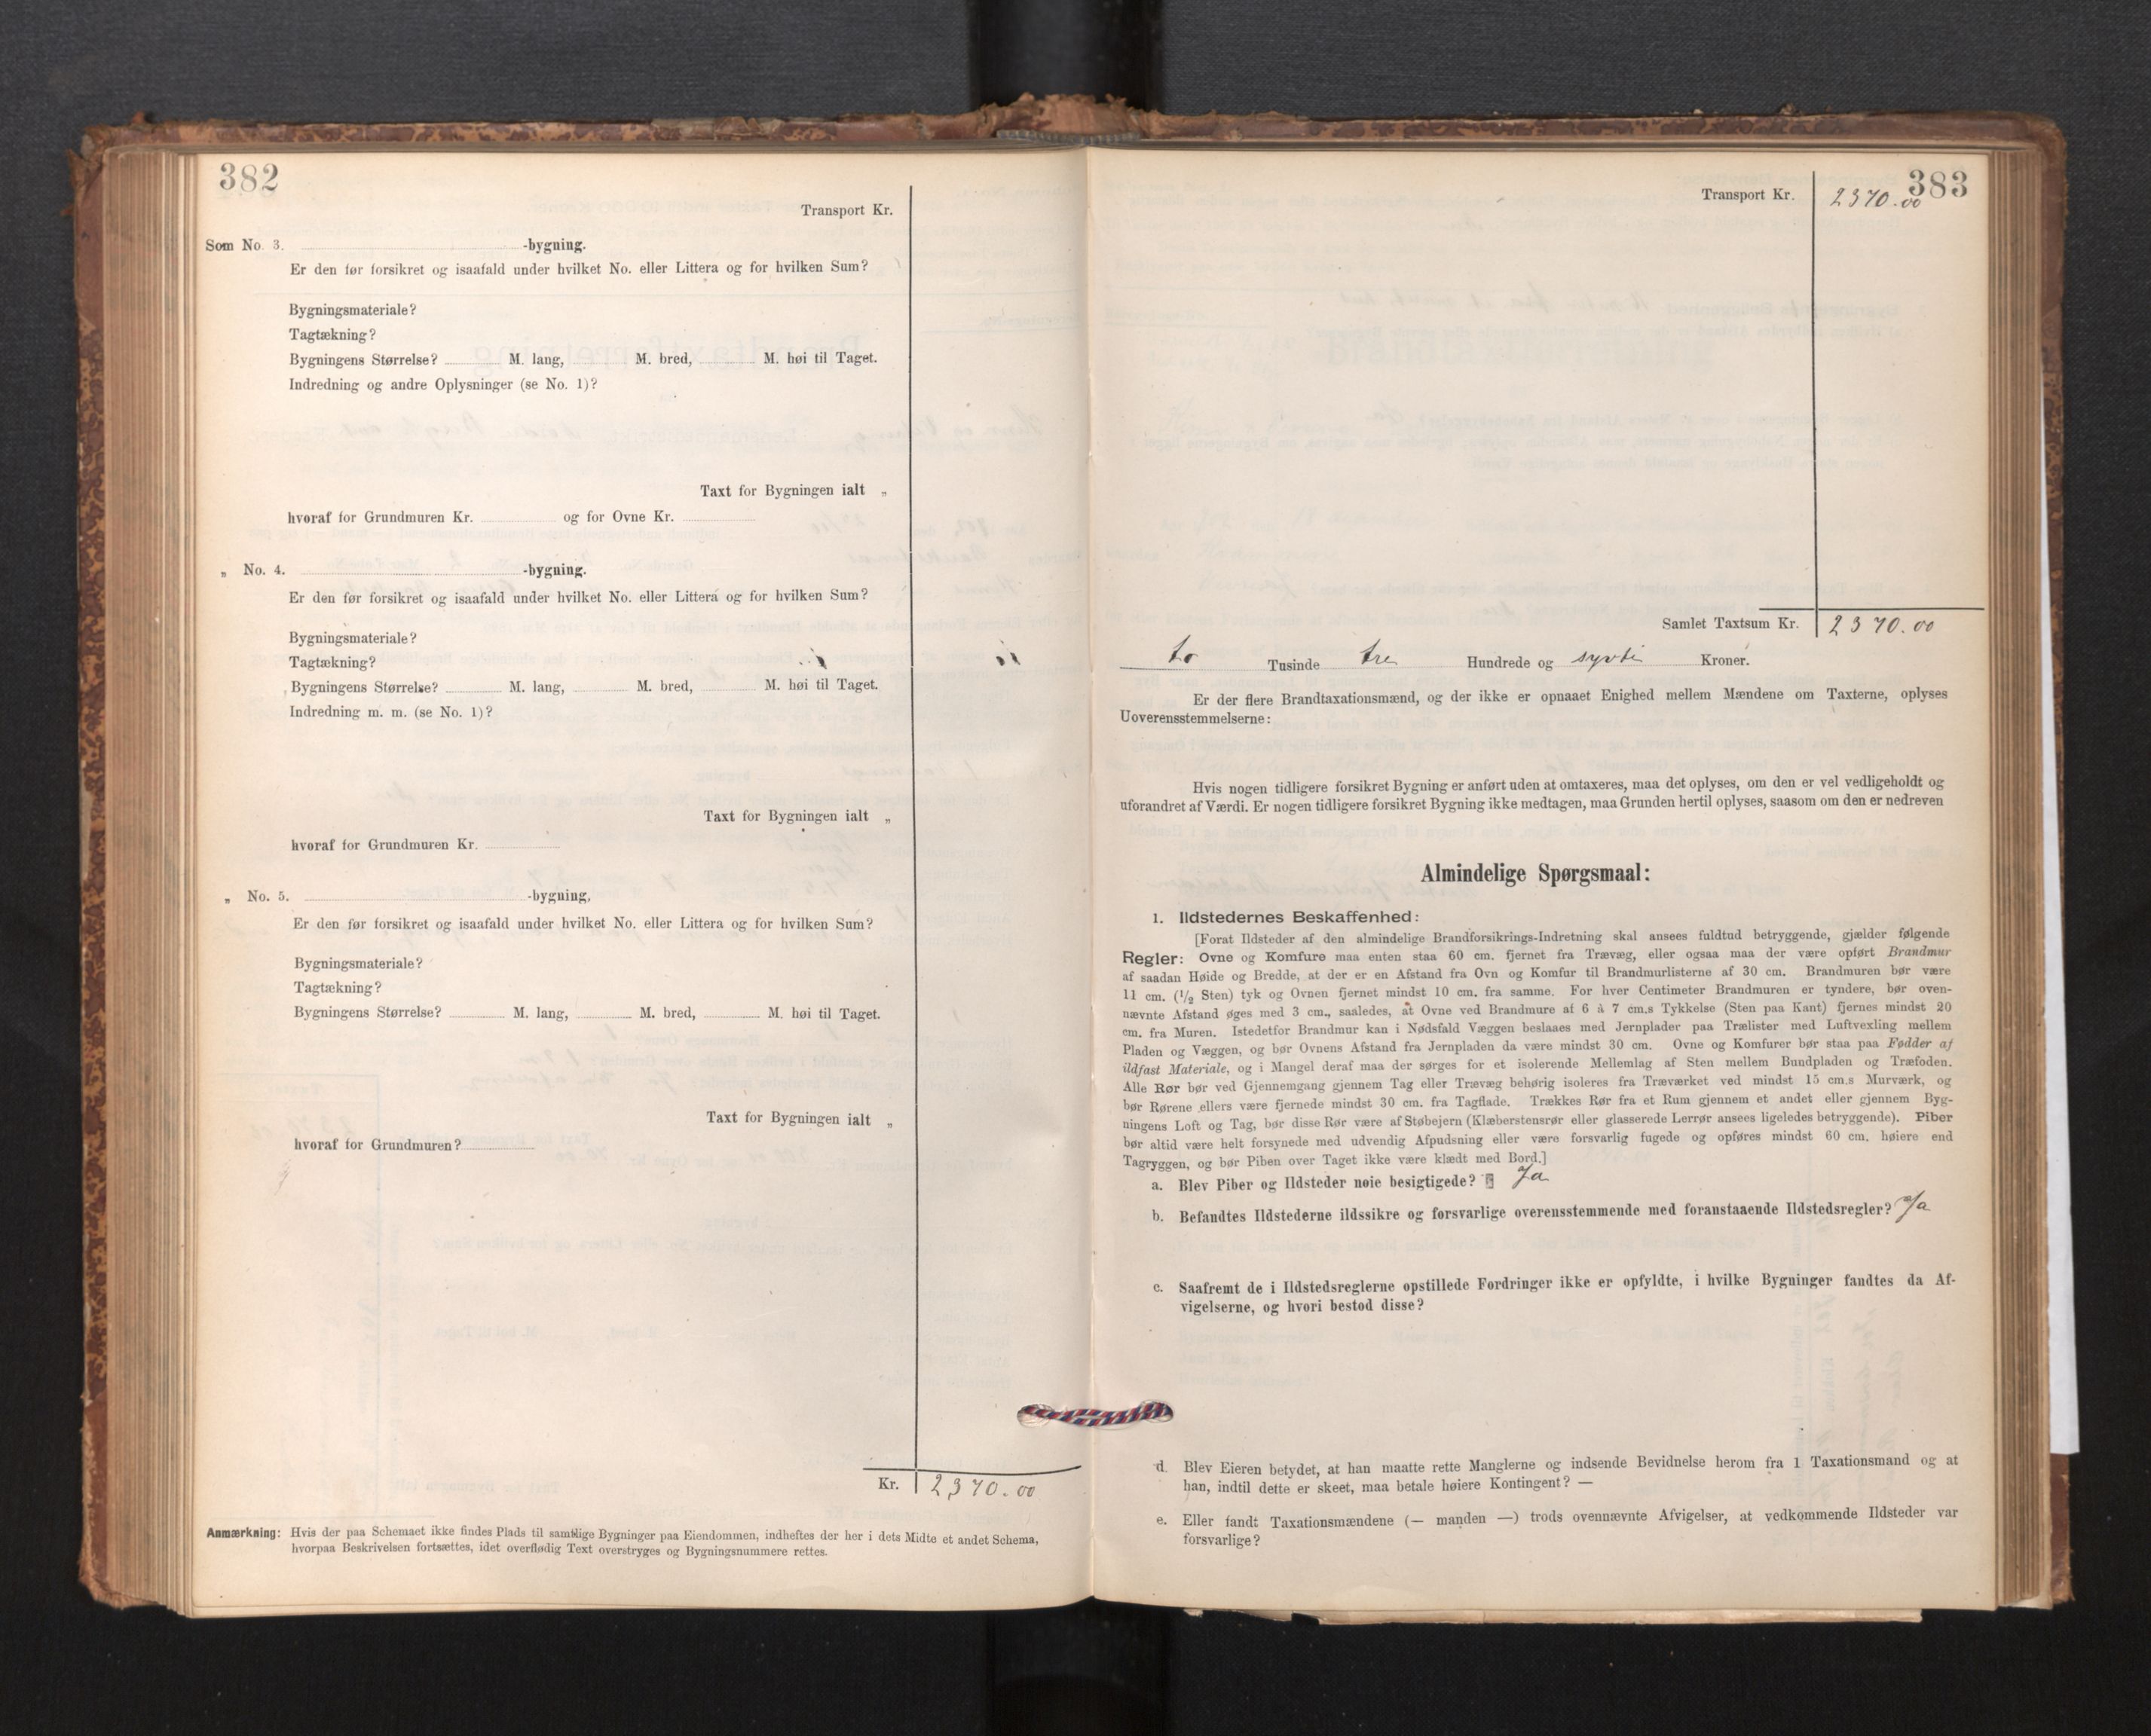 382
Transport Kr.
Som No. 3. -bygning.
Er den før forsikret og isaafald under hvilket No. eller Littera og for hvilken Sum?
Bygningsmateriale?
Tagtækning?
Bygningens Størrelse? M. lang, M. bred, M. høi til Taget.
Indredning og andre Oplysninger (se No. 1)?
Taxt for Bygningen ialt „
hvoraf for Grundmuren Kr. og for Ovne Kr.
„ No. 4. -bygning.
Er den før forsikret og isaafald under hvilket No. eller Littera og for hvilken Sum?
Bygningsmateriale?
Tagtækning?
Bygningens Størrelse? M. lang, M. bred, M. høi til Taget.
Indredning m. m. (se No. 1)?
Taxt for Bygningen ialt „
hvoraf for Grundmuren Kr.
„ No. 5. -bygning,
Er den før forsikret og isaafald under hvilket No. eller Littera og for hvilken Sum?
Bygningsmateriale?
Tagtækning?
Bygningens Størrelse? M. lang, M. bred, M. høi til Taget.
Taxt for Bygningen ialt „
hvoraf for Grundmuren?
Kr. 2370.00
Anmærkning: Hvis der paa Schemaet ikke findes Plads til samtlige Bygninger paa Eiendommen, indheftes der her i dets Midte et andet Schema,
hvorpaa Beskrivelsen fortsættes, idet overflødig Text overstryges og Bygningsnummere rettes.
383
Transport Kr. 2370.00
Samlet Taxtsum Kr. 2370.00
to Tusinde tre Hundrede og sytti Kroner.
Er der flere Brandtaxationsmænd, og der ikke er opnaaet Enighed mellem Mændene om Taxterne, oplyses
Uoverensstemmelserne:
Hvis nogen tidligere forsikret Bygning er anført uden at omtaxeres, maa det oplyses, om den er vel vedligeholdt og
uforandret af Værdi. Er nogen tidligere forsikret Bygning ikke medtagen, maa Grunden hertil oplyses, saasom om den er nedreven
Almindelige Spørgsmaal:
1. Ildstedernes Beskaffenhed:
[Forat Ildsteder af den almindelige Brandforsikrings-Indretning skal ansees fuldtud betryggende, gjælder følgende
Regler: Ovne og Komfure maa enten staa 60 cm. fjernet fra Trævæg, eller ogsaa maa der være opført Brandmur
af saadan Høide og Bredde, at der er en Afstand fra Ovn og Komfur til Brandmurlisterne af 30 cm. Brandmuren bør være
11 cm. (1/2 Sten) tyk og Ovnen fjernet mindst 10 cm. fra samme. For hver Centimeter Brandmuren er tyndere, bør oven-
nævnte Afstand øges med 3 cm., saaledes, at Ovne ved Brandmure af 6 à 7 cm.s Tykkelse (Sten paa Kant) fjernes mindst 20
cm. fra Muren. Istedetfor Brandmur kan i Nødsfald Væggen beslaaes med Jernplader paa Trælister med Luftvexling mellem
Pladen og Væggen, og bør Ovnens Afstand fra Jernpladen da være mindst 30 cm. Ovne og Komfurer bør staa paa Fødder af
ildfast Materiale, og i Mangel deraf maa der sørges for et isolerende Mellemlag af Sten mellem Bundpladen og Træfoden.
Alle Rør bør ved Gjennemgang gjennem Tag eller Trævæg behørig isoleres fra Træværket ved mindst 15 cm.s Murværk, og
bør Rørene ellers være fjernede mindst 30 cm. fra Tagflade. Trækkes Rør fra et Rum gjennem et andet eller gjennem Byg-
ningens Loft og Tag, bør disse Rør være af Støbejern (Klæberstensrør eller glasserede Lerrør ansees ligeledes betryggende). Piber
bør altid være helt forsynede med udvendig Afpudsning eller være forsvarlig fugede og opføres mindst 60 cm. høiere end
Tagryggen, og bør Piben over Taget ikke være klædt med Bord.]
a. Blev Piber og Ildsteder nøie besigtigede? Ja
b. Befandtes Ildstederne ildssikre og forsvarlige overensstemmende med foranstaaende Ildstedsregler? Ja
c. Saafremt de i Ildstedsreglerne opstillede Fordringer ikke er opfyldte, i hvilke Bygninger fandtes da Af-
vigelserne, og hvori bestod disse?
d. Blev Eieren betydet, at han maatte rette Manglerne og indsende Bevidnelse herom fra 1 Taxationsmand og at
han, indtil dette er skeet, maa betale høiere Kontingent? —
e. Eller fandt Taxationsmændene (— manden —) trods ovennævnte Afvigelser, at vedkommende Ildsteder var
forsvarlige?